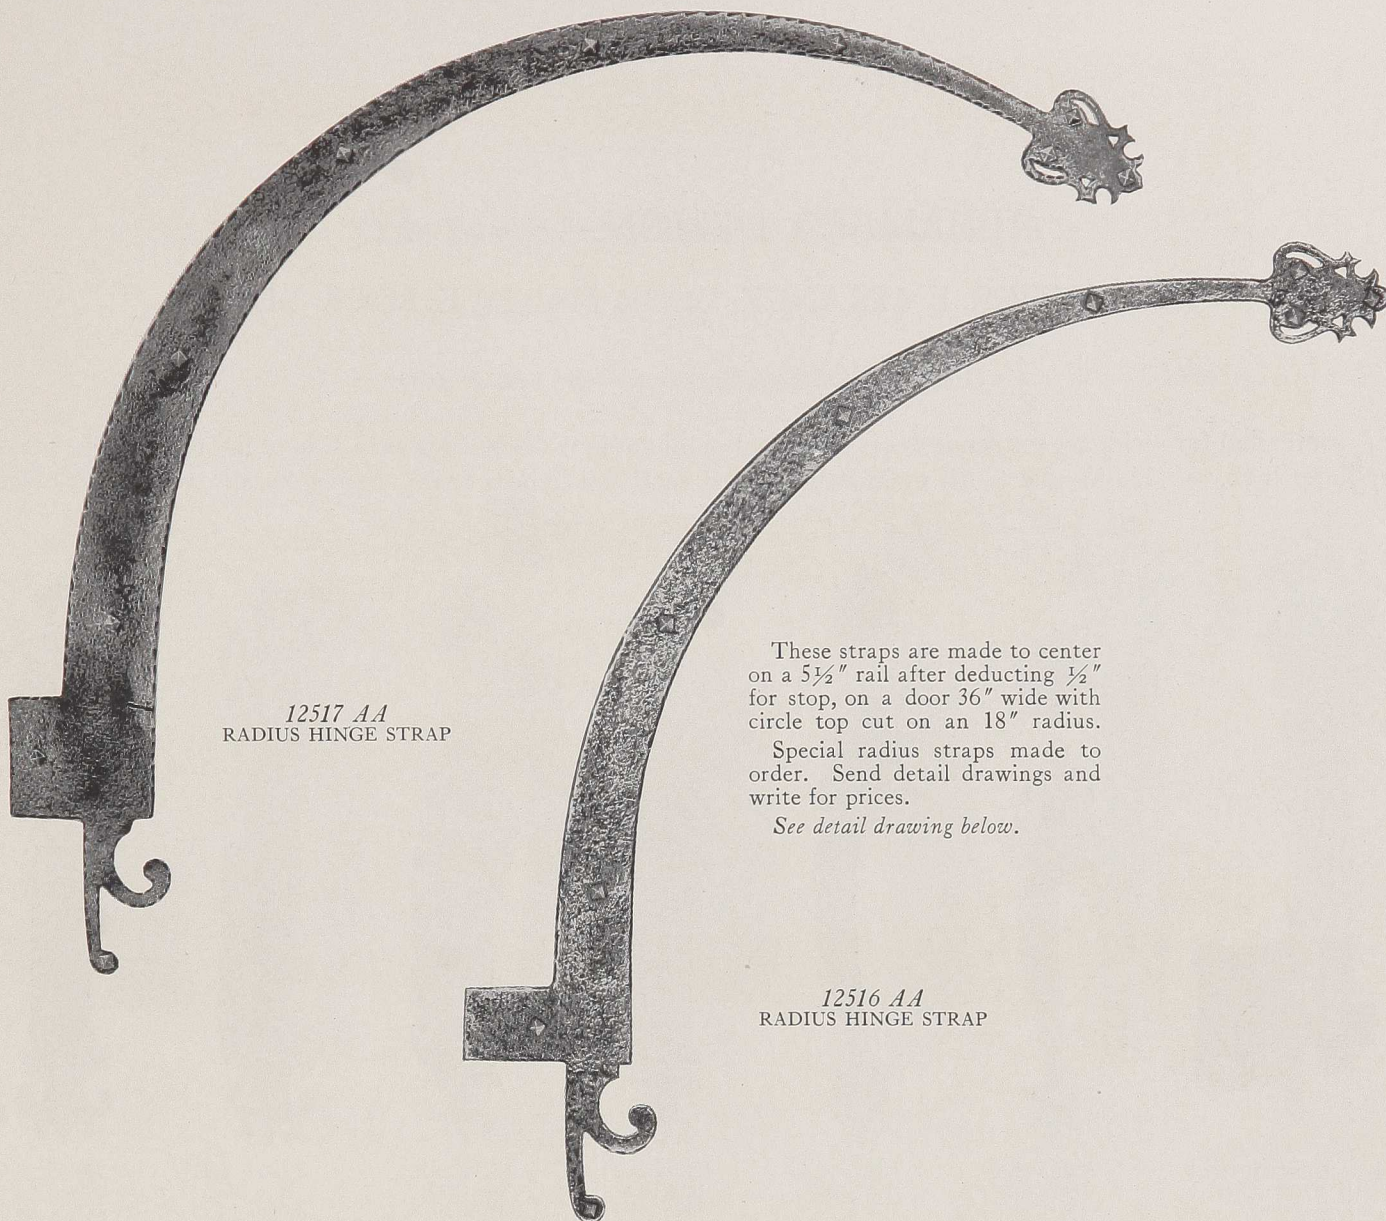 12517 AA
RADIUS HINGE STRAP
These straps are made to center
on a 5½″ rail after deducting ½″
for stop, on a door 36″ wide with
circle top cut on an 18″ radius.
Special radius straps made to
order. Send detail drawings and
write for prices.
See detail drawing below.
12516 AA
RADIUS HINGE STRAP